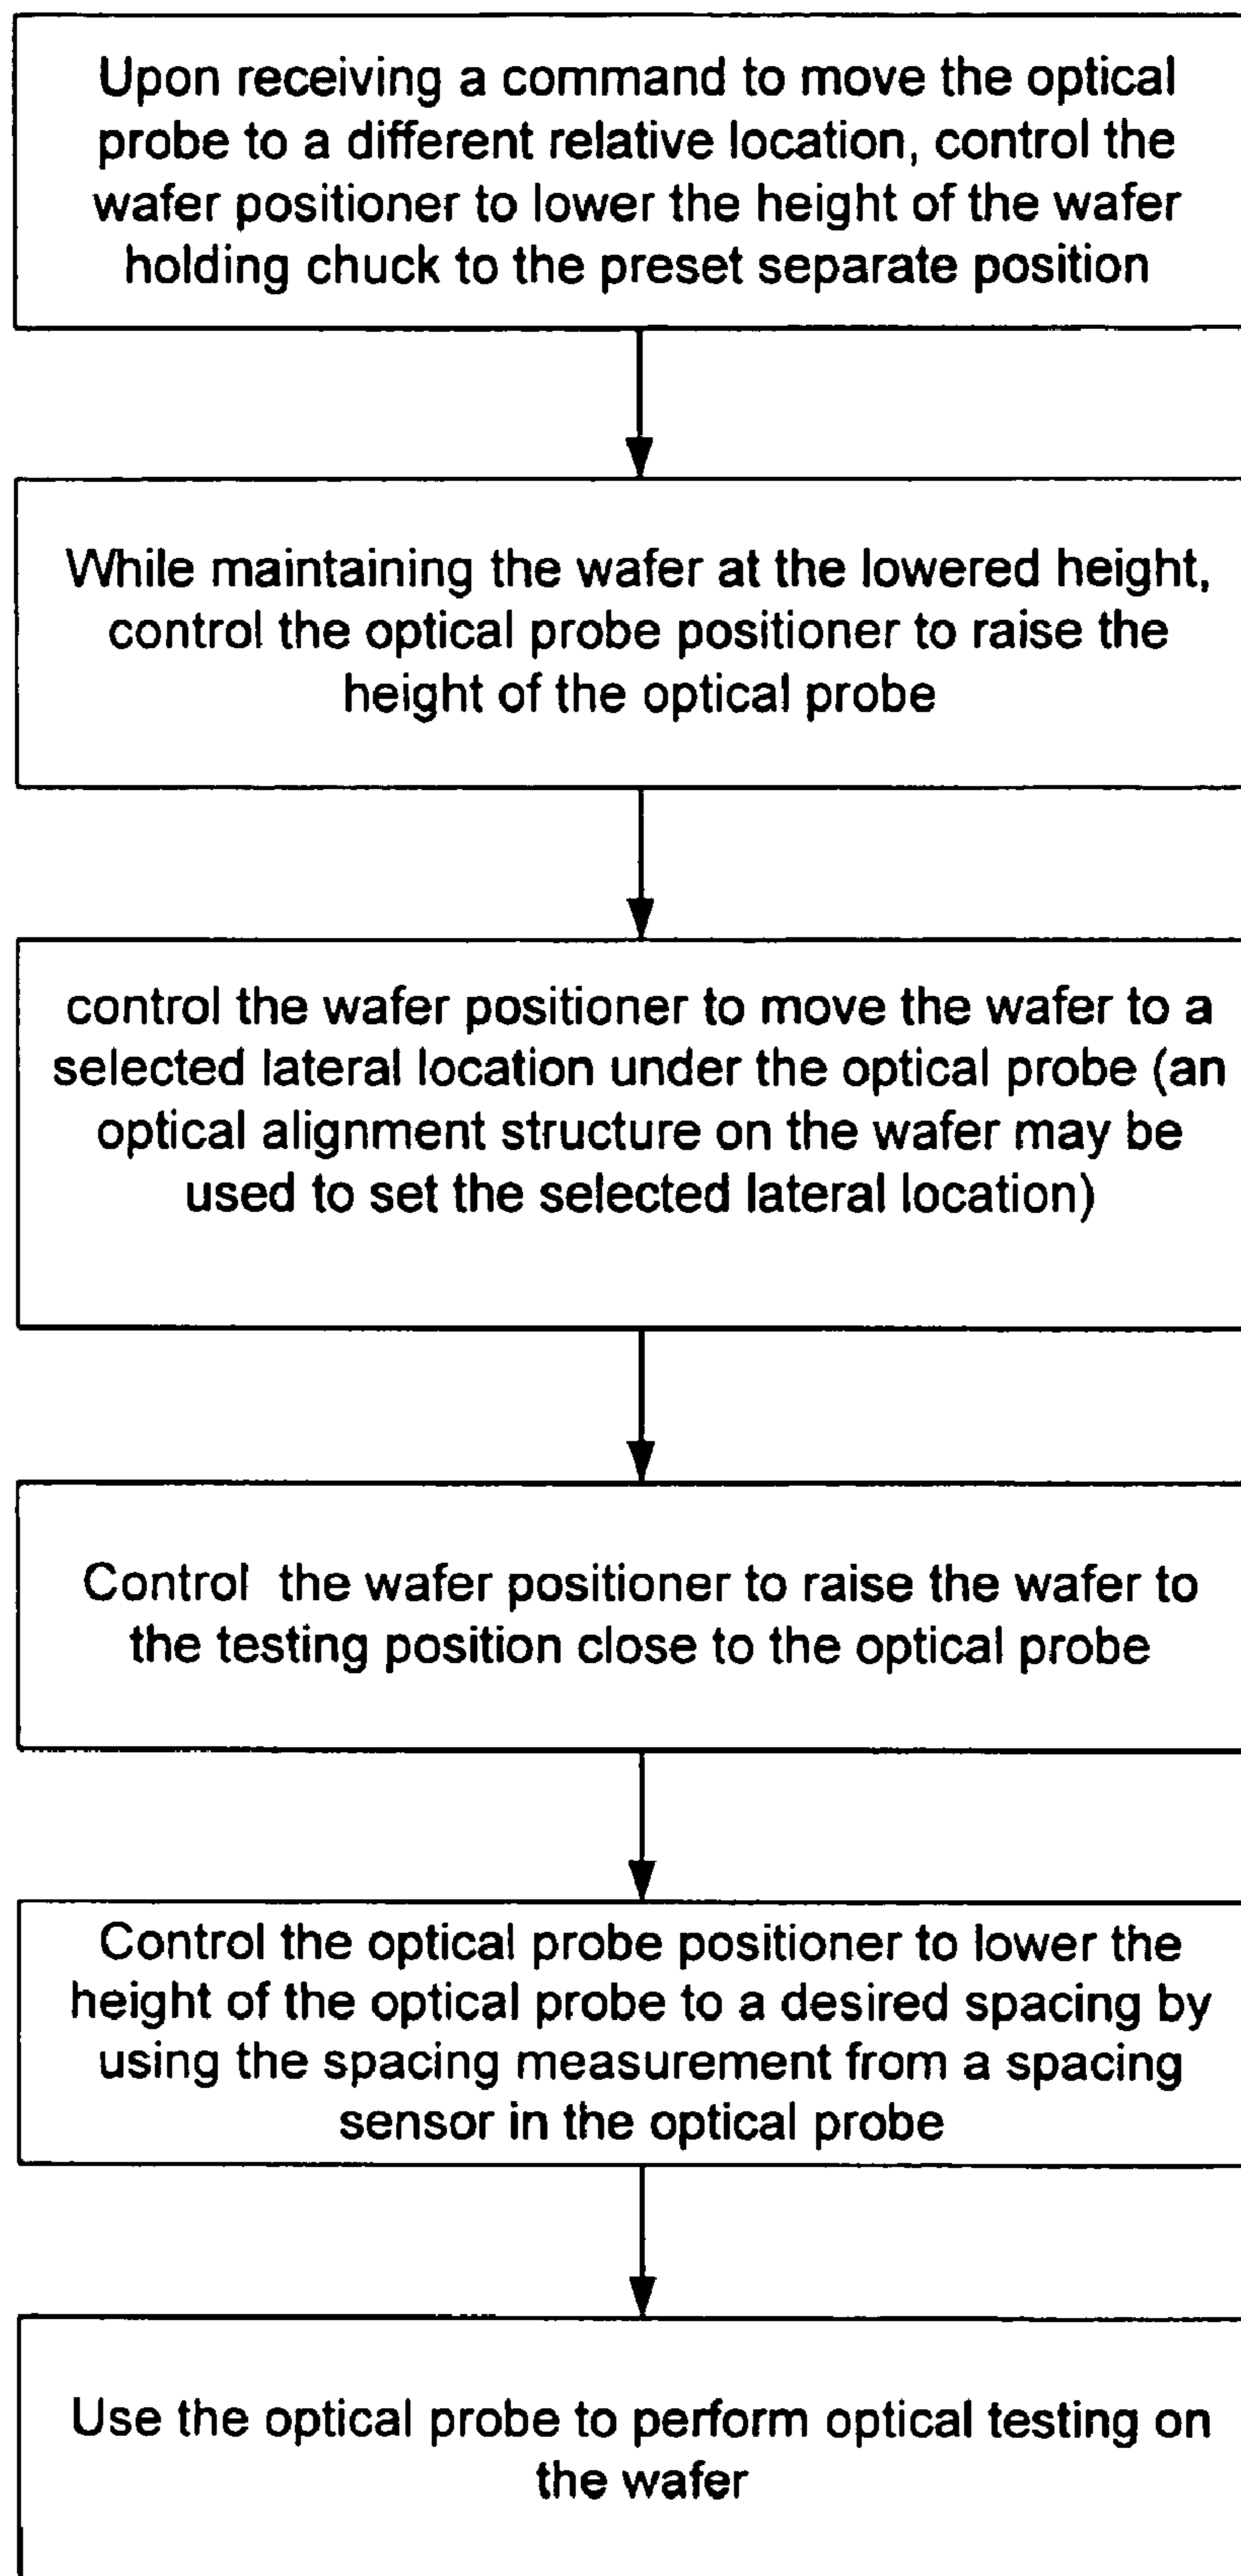 Upon receiving a command to move the optical
probe to a different relative location, control the
wafer positioner to lower the height of the wafer
holding chuck to the preset separate position
While maintaining the wafer at the lowered height,
control the optical probe positioner to raise the
height of the optical probe
control the wafer positioner to move the wafer to a
selected lateral location under the optical probe (an
optical alignment structure on the wafer may be
used to set the selected lateral location)
Control the wafer positioner to raise the wafer to
the testing position close to the optical probe
Control the optical probe positioner to lower the
height of the optical probe to a desired spacing by
using the spacing measurement from a spacing
sensor in the optical probe
Use the optical probe to perform optical testing on
the wafer